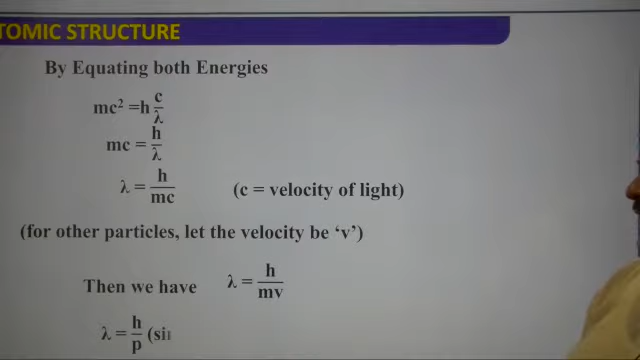 TOMIC STRUCTURE
By Equating both Energies
mc² =h c/λ
mc = h/λ
λ = h/mc (c = velocity of light)
(for other particles, let the velocity be ‘v’)
Then we have λ = h/mv
λ = h/p